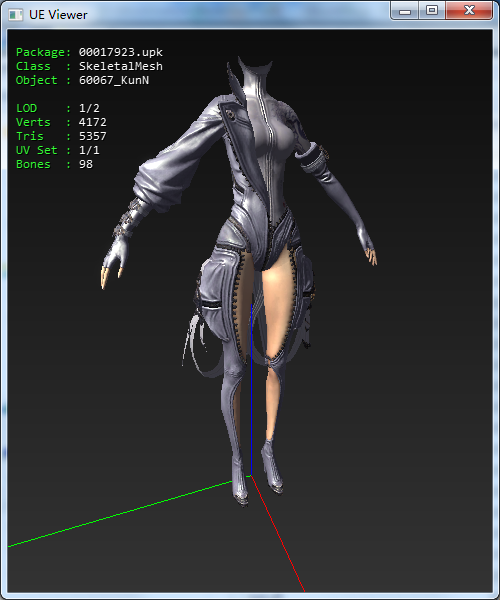 UE Viewer
Package: 00017923.upk
Class : SkeletalMesh
Object : 60067_KunN
LOD : 1/2
Verts : 4172
Tris : 5357
UV Set : 1/1
Bones : 98